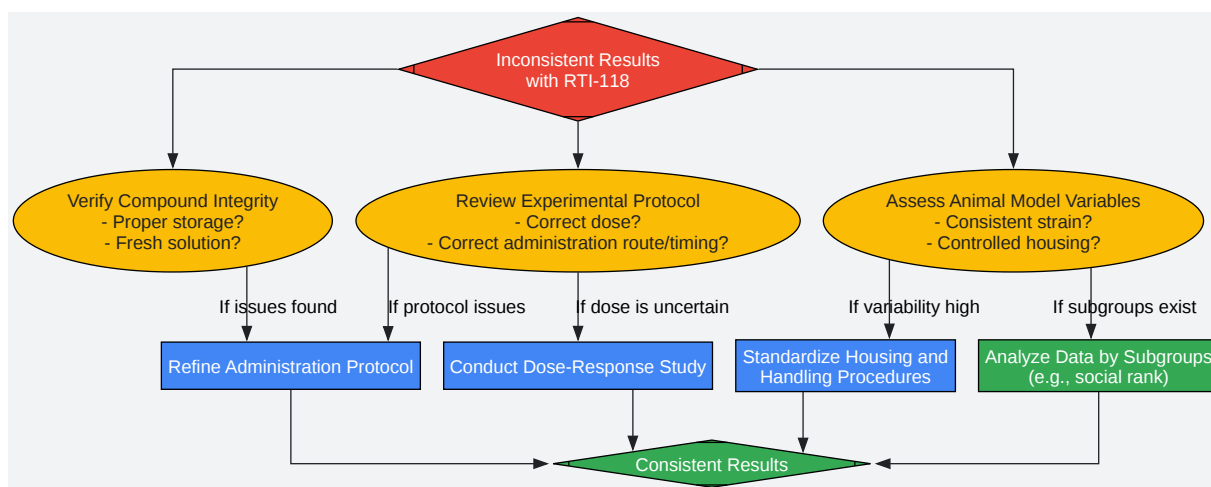 Inconsistent Results
with RTI-118
Verify Compound Integrity
- Proper storage?
- Fresh solution?
Review Experimental Protocol
- Correct dose?
- Correct administration route/timing?
Assess Animal Model Variables
- Consistent strain?
- Controlled housing?
If issues found
If protocol issues
If dose is uncertain
If variability high
If subgroups exist
Refine Administration Protocol
Conduct Dose-Response Study
Standardize Housing and
Handling Procedures
Analyze Data by Subgroups
(e.g., social rank)
Consistent Results